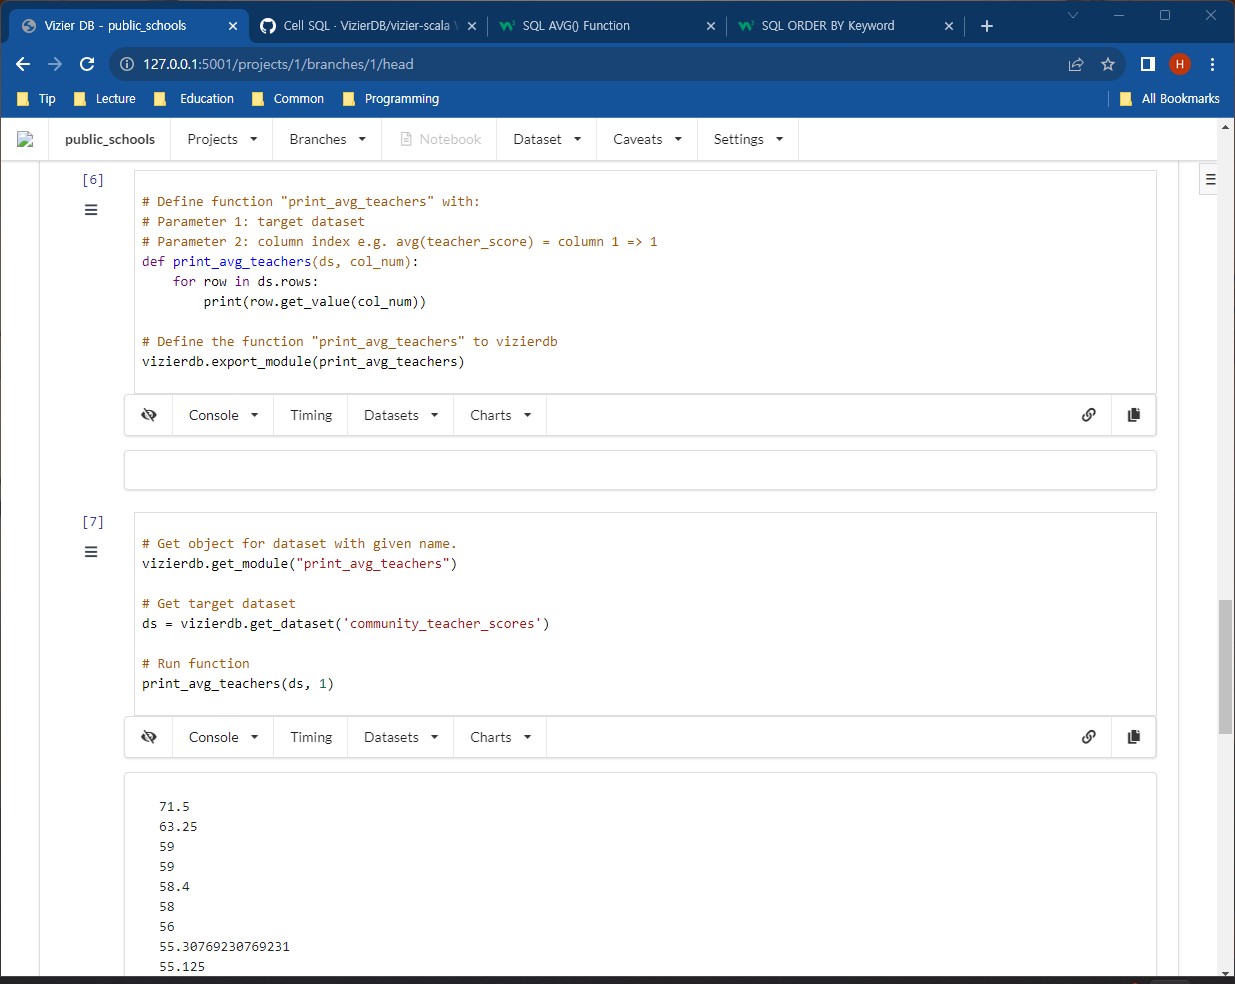 Vizier DB - public_schools
Cell SQL · VizierDB/vizier-scala
SQL AVG() Function
SQL ORDER BY Keyword
127.0.0.1:5001/projects/1/branches/1/head
H
Tip
Lecture
Education
Common
Programming
All Bookmarks
public_schools
Projects
Branches
Notebook
Dataset
Caveats
Settings
[6]
# Define function "print_avg_teachers" with:
# Parameter 1: target dataset
# Parameter 2: column index e.g. avg(teacher_score) = column 1 => 1
def print_avg_teachers(ds, col_num):
    for row in ds.rows:
        print(row.get_value(col_num))
# Define the function "print_avg_teachers" to vizierdb
vizierdb.export_module(print_avg_teachers)
Console
Timing
Datasets
Charts
[7]
# Get object for dataset with given name.
vizierdb.get_module("print_avg_teachers")
# Get target dataset
ds = vizierdb.get_dataset('community_teacher_scores')
# Run function
print_avg_teachers(ds, 1)
Console
Timing
Datasets
Charts
71.5
63.25
59
59
58.4
58
56
55.30769230769231
55.125